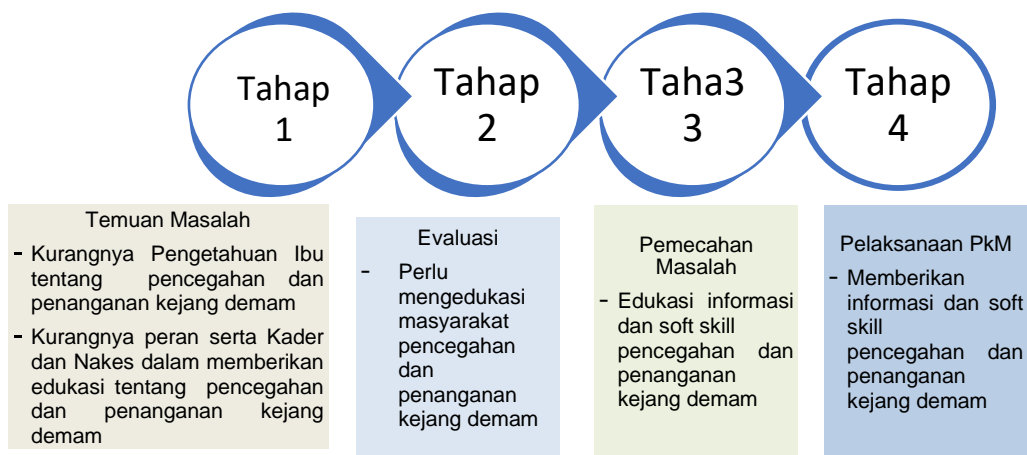 Tahap
1
Tahap
2
Taha3
3
Tahap
4
Temuan Masalah
- Kurangnya Pengetahuan Ibu
tentang pencegahan dan
penanganan kejang demam
- Kurangnya peran serta Kader
dan Nakes dalam memberikan
edukasi tentang pencegahan
dan penanganan kejang
demam
Evaluasi
- Perlu
mengedukasi
masyarakat
pencegahan
dan
penanganan
kejang demam
Pemecahan
Masalah
- Edukasi informasi
dan soft skill
pencegahan dan
penanganan
kejang demam
Pelaksanaan PkM
- Memberikan
informasi dan soft
skill
pencegahan dan
penanganan
kejang demam